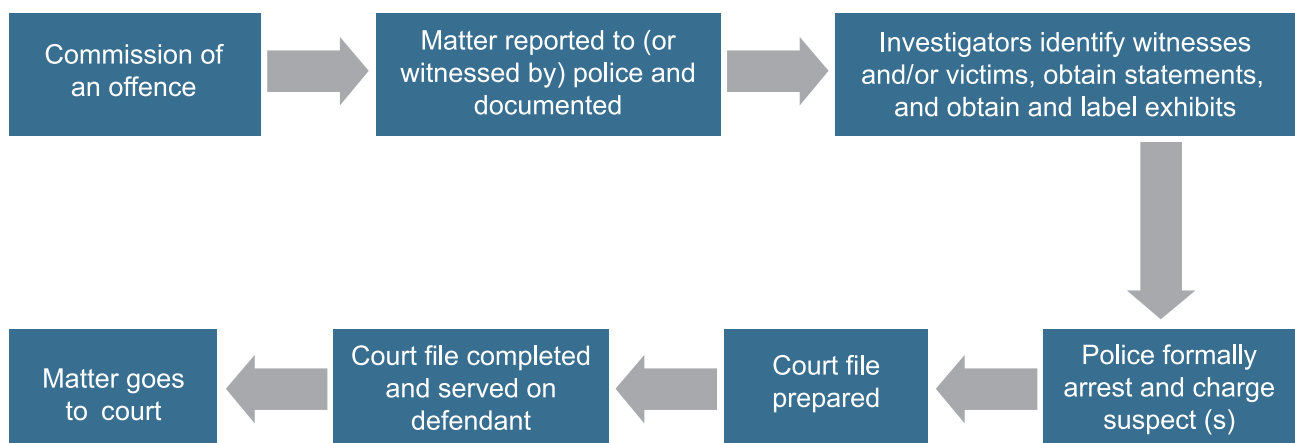 Commission of
an offence
Matter reported to (or
witnessed by) police and
documented
Investigators identify witnesses
and/or victims, obtain statements,
and obtain and label exhibits
Police formally
arrest and charge
suspect (s)
Court file
prepared
Court file completed
and served on
defendant
Matter goes
to court